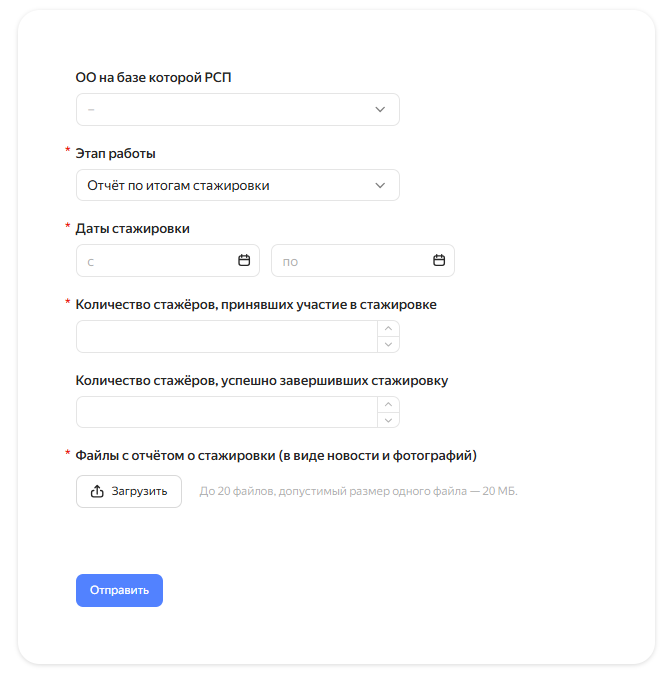 ОО на базе которой РСП
–
* Этап работы
Отчёт по итогам стажировки
* Даты стажировки
с по
* Количество стажёров, принявших участие в стажировке
Количество стажёров, успешно завершивших стажировку
* Файлы с отчётом о стажировки (в виде новости и фотографий)
Загрузить До 20 файлов, допустимый размер одного файла — 20 МБ.
Отправить